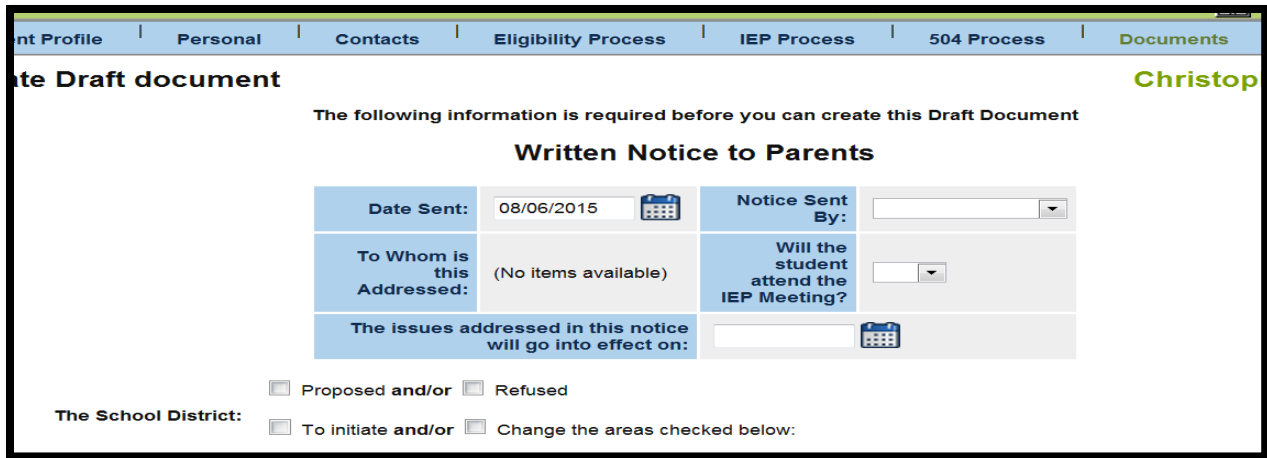 nt Profile | Personal | Contacts | Eligibility Process | IEP Process | 504 Process | Documents
te Draft document
Christop
The following information is required before you can create this Draft Document
Written Notice to Parents
Date Sent: 08/06/2015
Notice Sent
By:
To Whom is
this
Addressed:
(No items available)
Will the
student
attend the
IEP Meeting?
The issues addressed in this notice
will go into effect on:
Proposed and/or Refused
The School District:
To initiate and/or Change the areas checked below: